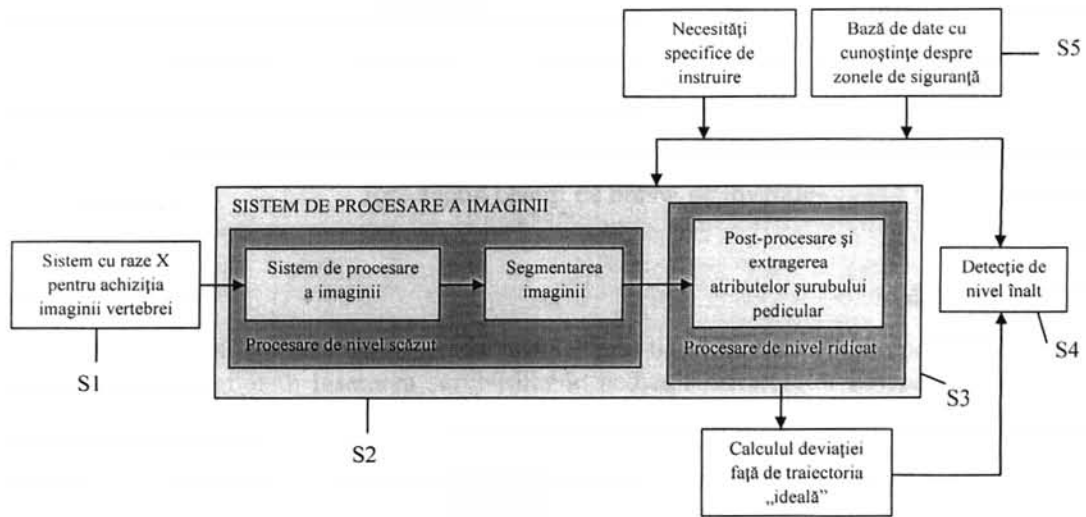 Necesități
specifice de
instruire
Bază de date cu
cunoștințe despre
zonele de siguranță
S5
SISTEM DE PROCESARE A IMAGINII
Sistem cu raze X
pentru achiziția
imaginii vertebrei
S1
Sistem de procesare
a imaginii
Segmentarea
imaginii
Procesare de nivel scăzut
S2
Post-procesare și
extragerea
atributelor șurubului
pedicular
Procesare de nivel ridicat
S3
Detecție de
nivel înalt
S4
Calculul deviației
față de traiectoria
„ideală”